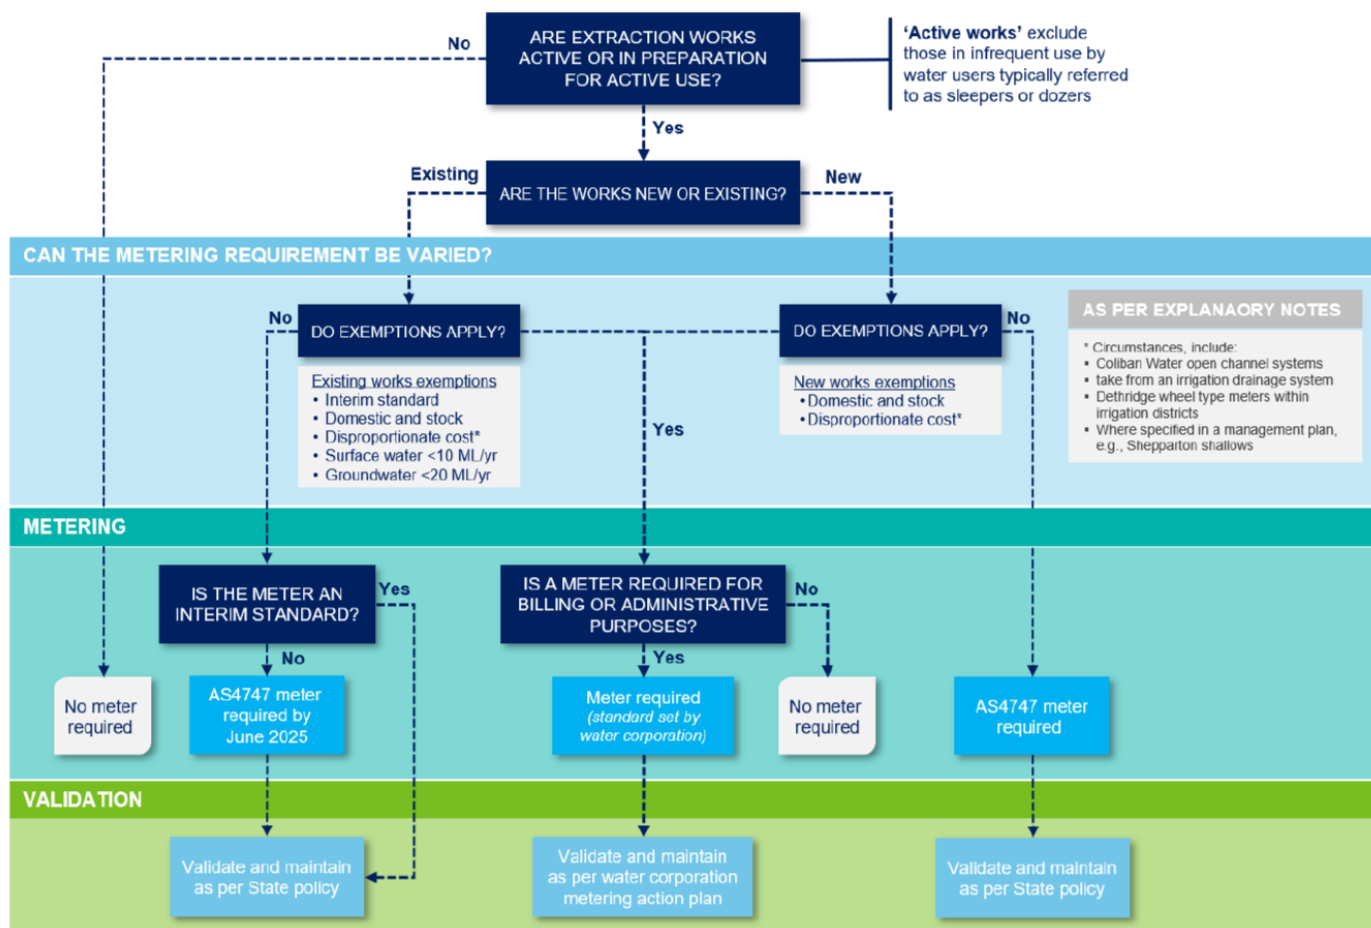 ARE EXTRACTION WORKS
ACTIVE OR IN PREPARATION
FOR ACTIVE USE?
No
'Active works' exclude
those in infrequent use by
water users typically referred
to as sleepers or dozers
Yes
Existing
ARE THE WORKS NEW OR EXISTING?
New
CAN THE METERING REQUIREMENT BE VARIED?
No
DO EXEMPTIONS APPLY?
Existing works exemptions
• Interim standard
• Domestic and stock
• Disproportionate cost*
• Surface water <10 ML/yr
• Groundwater <20 ML/yr
Yes
DO EXEMPTIONS APPLY?
No
New works exemptions
• Domestic and stock
• Disproportionate cost*
AS PER EXPLANAORY NOTES
* Circumstances, include:
▪ Coliban Water open channel systems
▪ take from an irrigation drainage system
▪ Dethridge wheel type meters within
irrigation districts
▪ Where specified in a management plan,
e.g., Shepparton shallows
METERING
IS THE METER AN
INTERIM STANDARD?
Yes
No
IS A METER REQUIRED FOR
BILLING OR ADMINISTRATIVE
PURPOSES?
No
Yes
No meter
required
AS4747 meter
required by
June 2025
Meter required
(standard set by
water corporation)
No meter
required
AS4747 meter
required
VALIDATION
Validate and maintain
as per State policy
Validate and maintain
as per water corporation
metering action plan
Validate and maintain
as per State policy